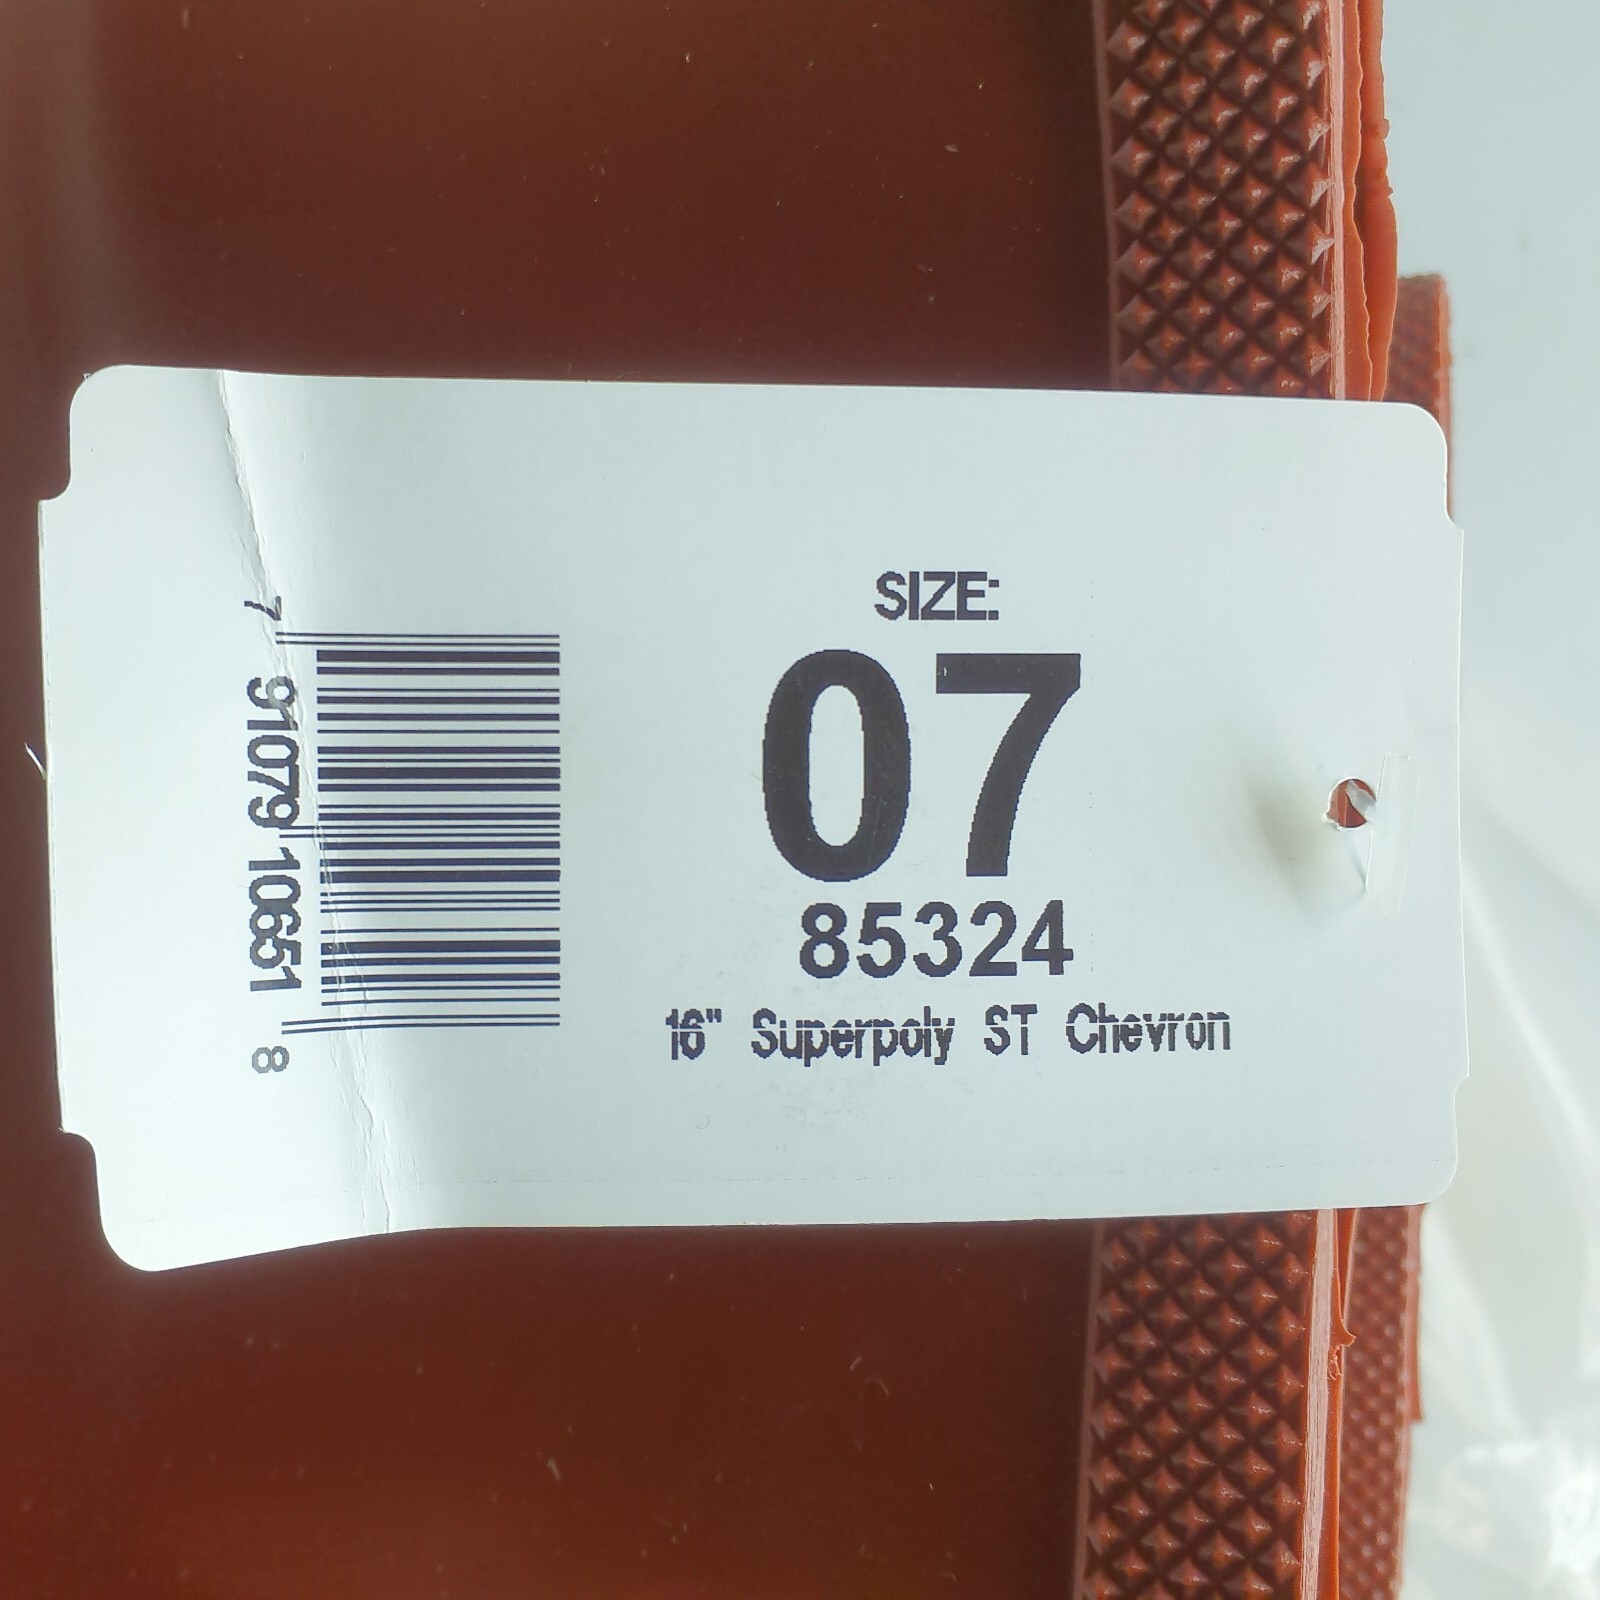 SIZE:
07
85324
16" Superpoly ST Chevron
7 91079 10651 8